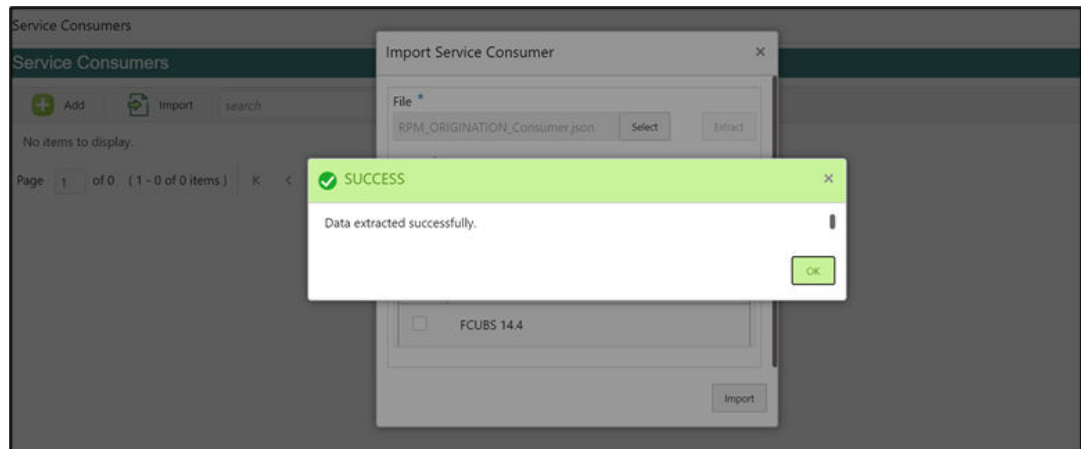 Service Consumers
Service Consumers
Add Import search
No items to display.
Page 1 of 0 (1 - 0 of 0 items) K <
Import Service Consumer ×
File *
RPM_ORIGINATION_Consumer.json Select Extract
SUCCESS ×
Data extracted successfully.
OK
FCUBS 14.4
Import